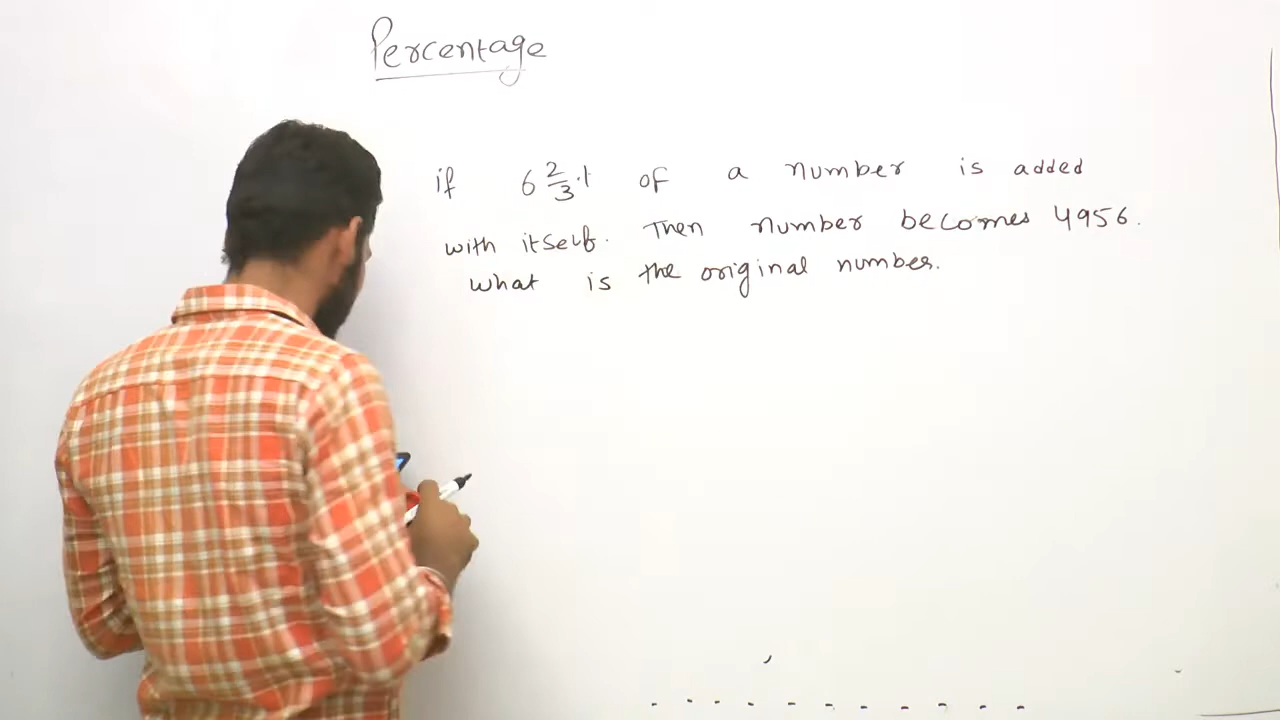 Percentage
if 6 2/3 % of a number is added
with itself. Then number becomes 4956.
what is the original number.